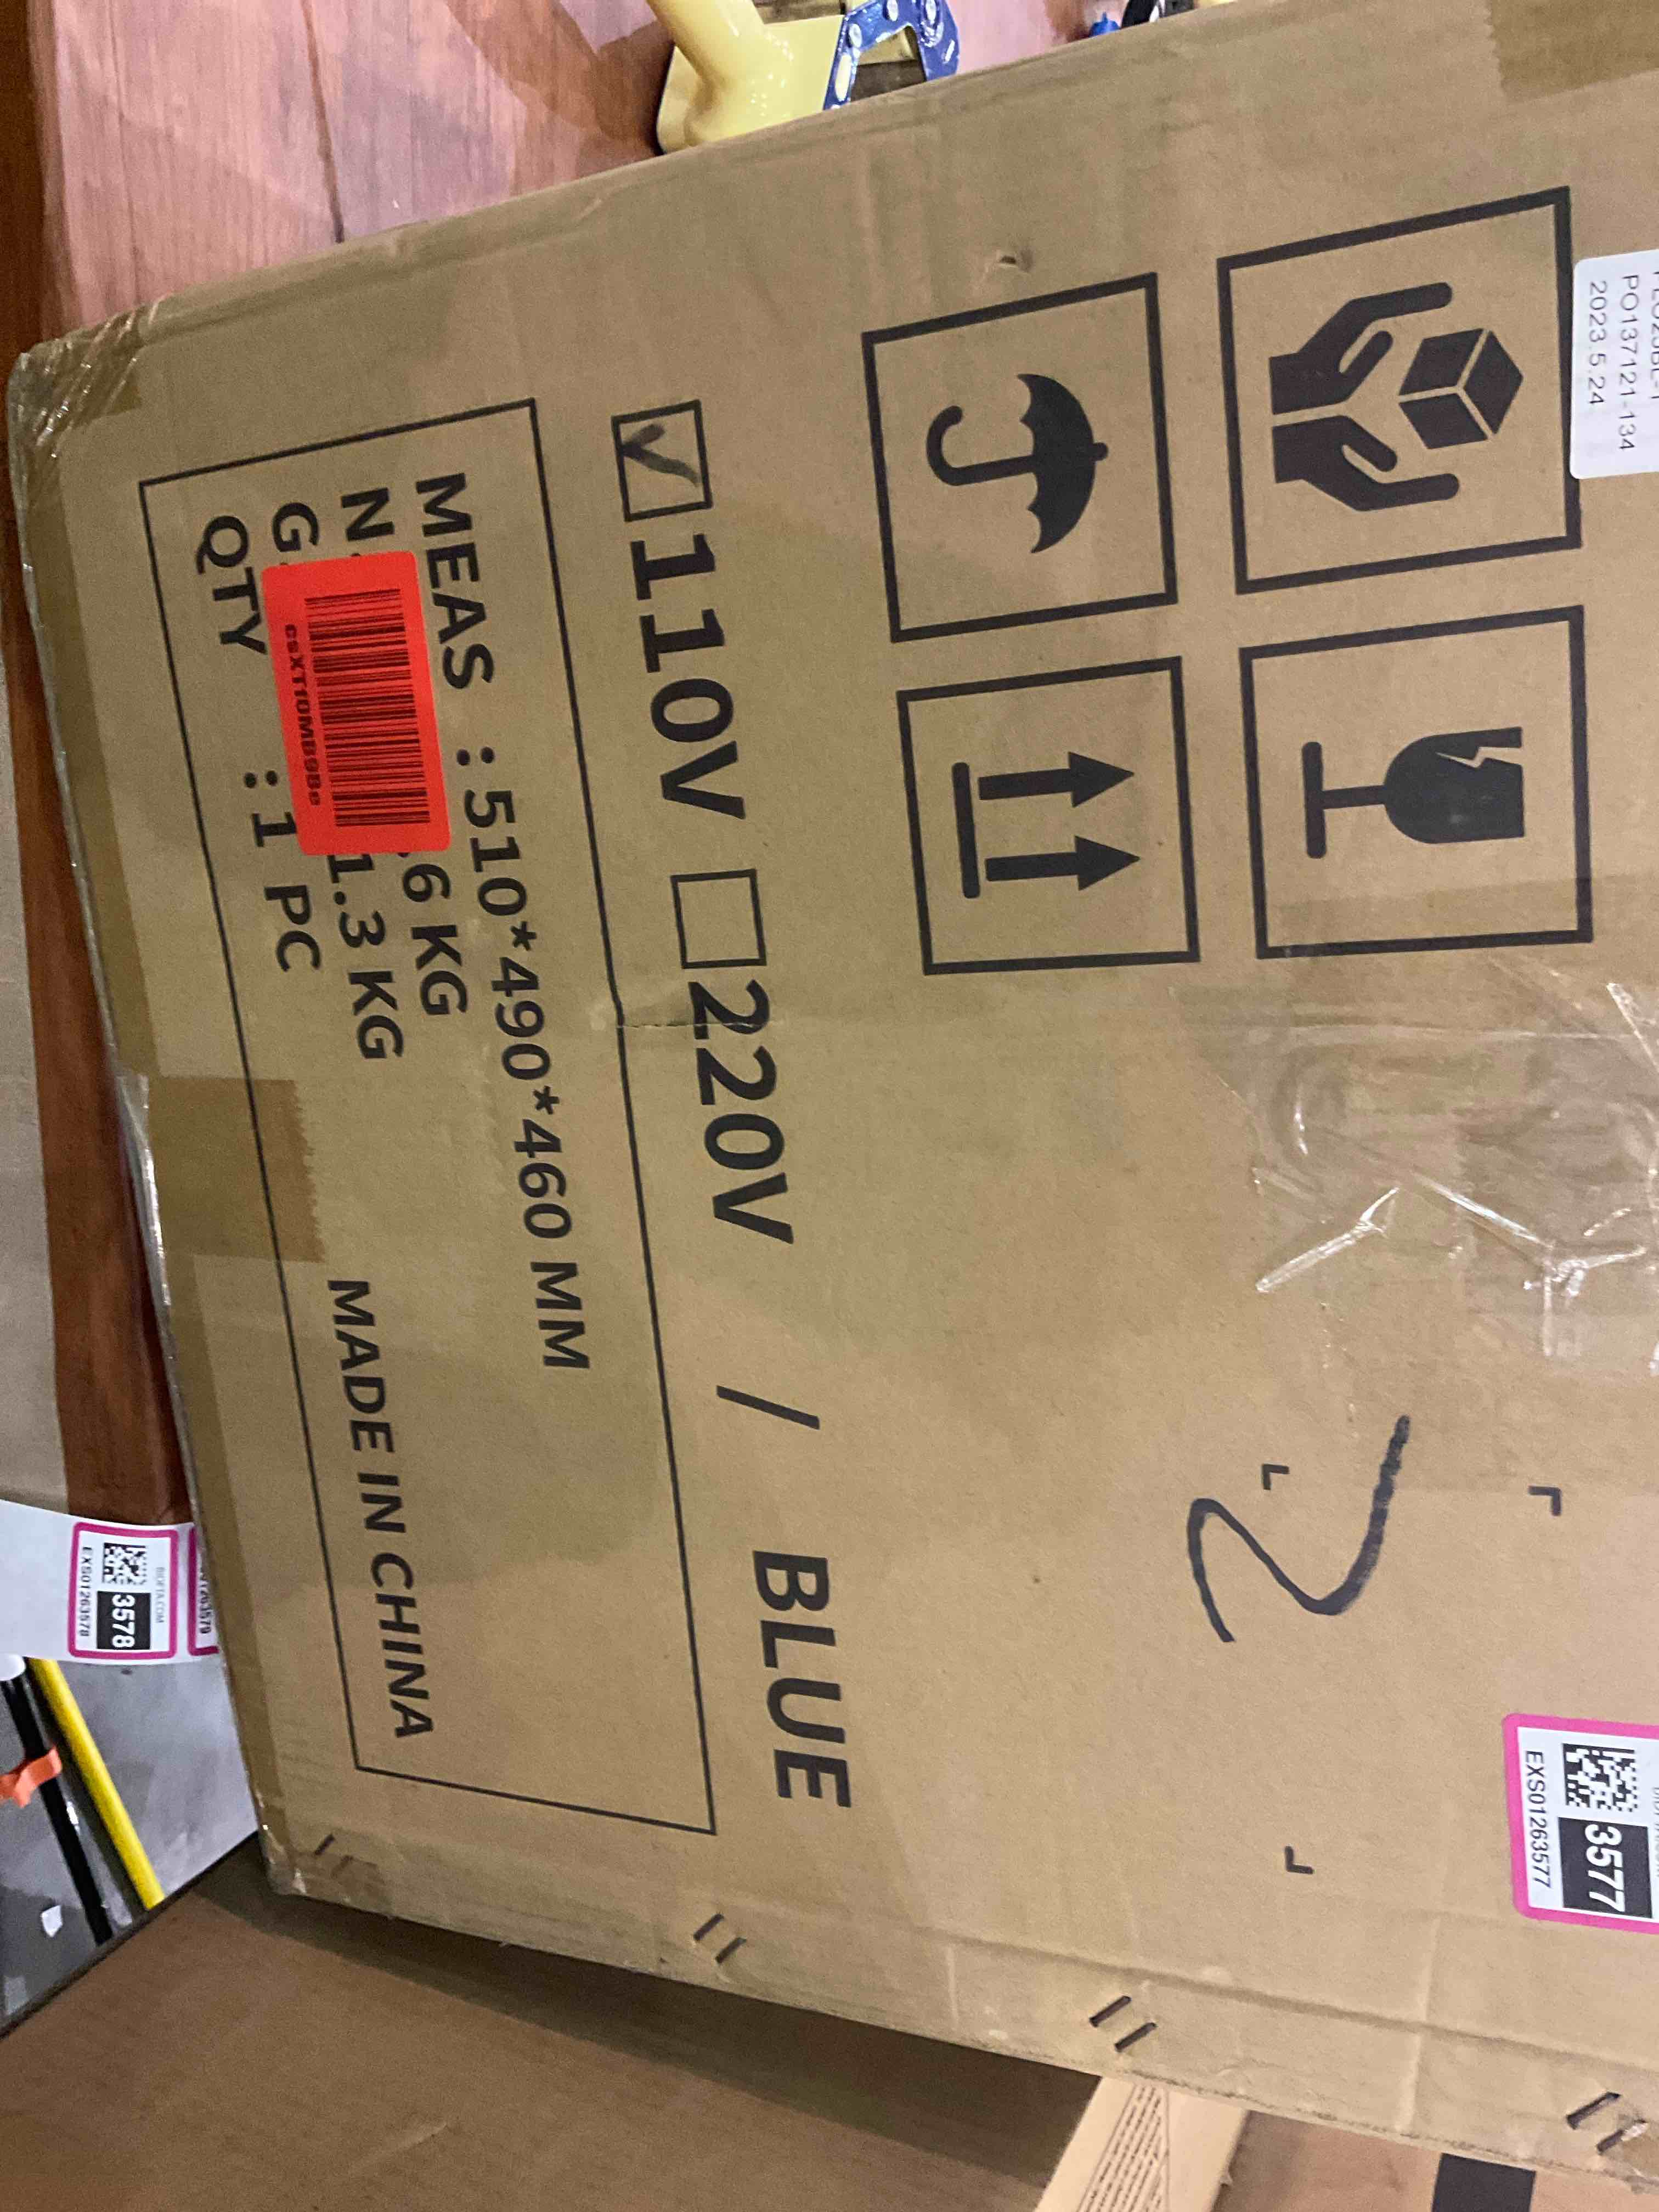 PO137121-134
2023.5.24
3577
EXS01263577
2
110V 220V / BLUE
MEAS : 510*490*460 MM
N .6 KG
G 1.3 KG
QTY : 1 PC
MADE IN CHINA
csXT10MB9Be
3578
EXS01263578